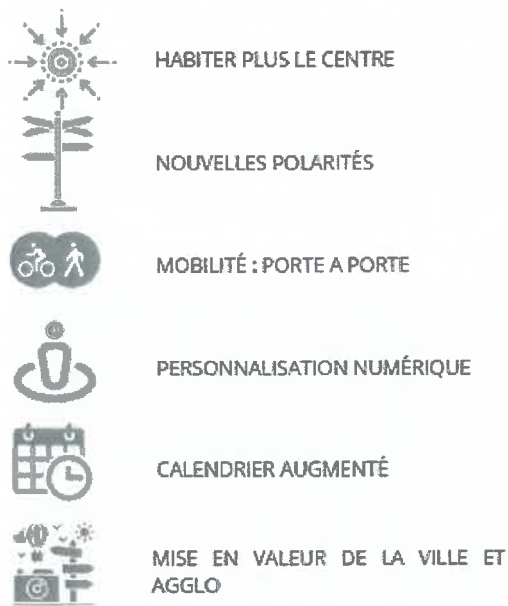 HABITER PLUS LE CENTRE
NOUVELLES POLARITÉS
MOBILITÉ : PORTE A PORTE
PERSONNALISATION NUMÉRIQUE
CALENDRIER AUGMENTÉ
MISE EN VALEUR DE LA VILLE ET
AGGLO